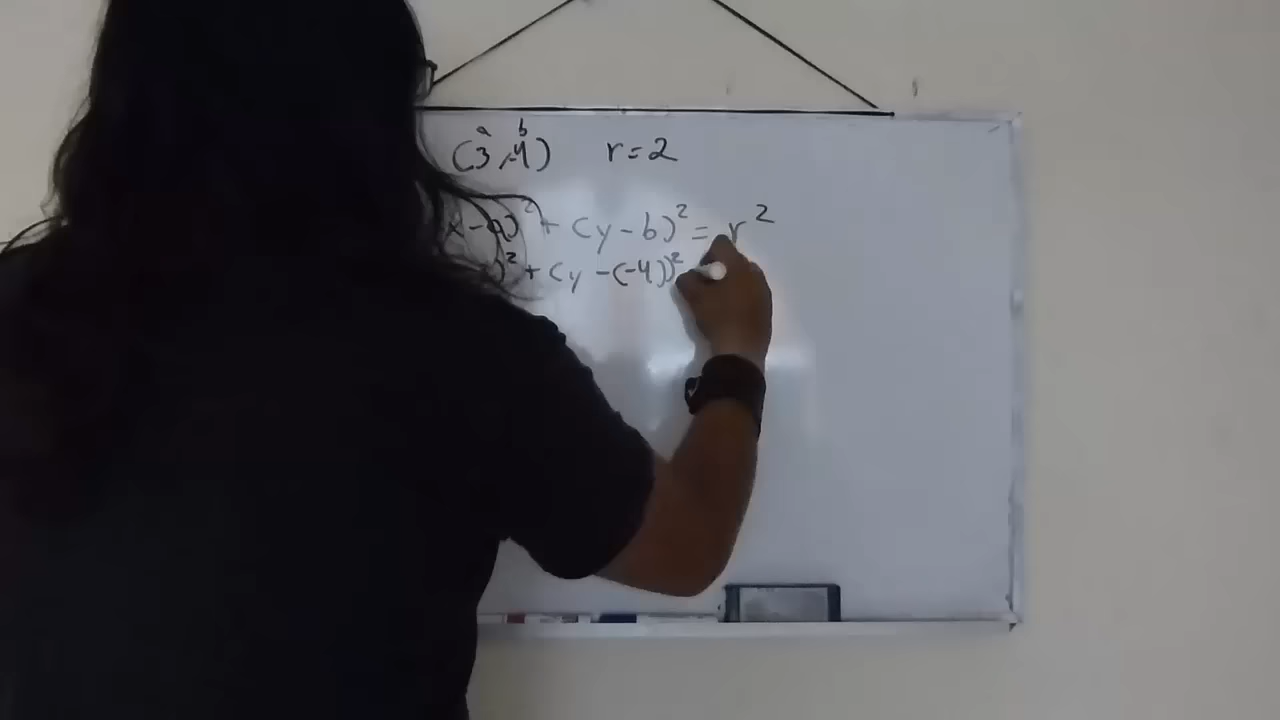 a b
(3,-4) r=2
x-a)² + (y-b)² = r²
)² + (y-(-4))²